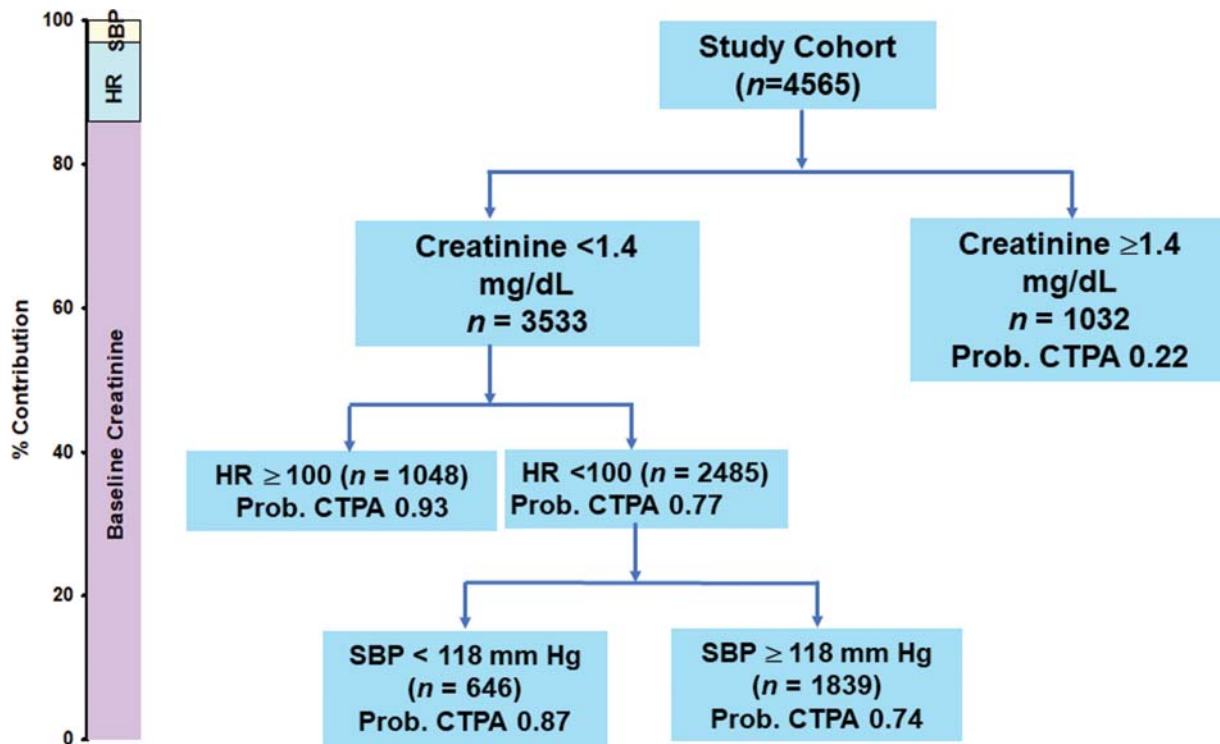 100
80
60
40
20
0
% Contribution
SBP
HR
Baseline Creatinine
Study Cohort
(n=4565)
Creatinine <1.4
mg/dL
n = 3533
Creatinine ≥1.4
mg/dL
n = 1032
Prob. CTPA 0.22
HR ≥ 100 (n = 1048)
Prob. CTPA 0.93
HR <100 (n = 2485)
Prob. CTPA 0.77
SBP < 118 mm Hg
(n = 646)
Prob. CTPA 0.87
SBP ≥ 118 mm Hg
(n = 1839)
Prob. CTPA 0.74